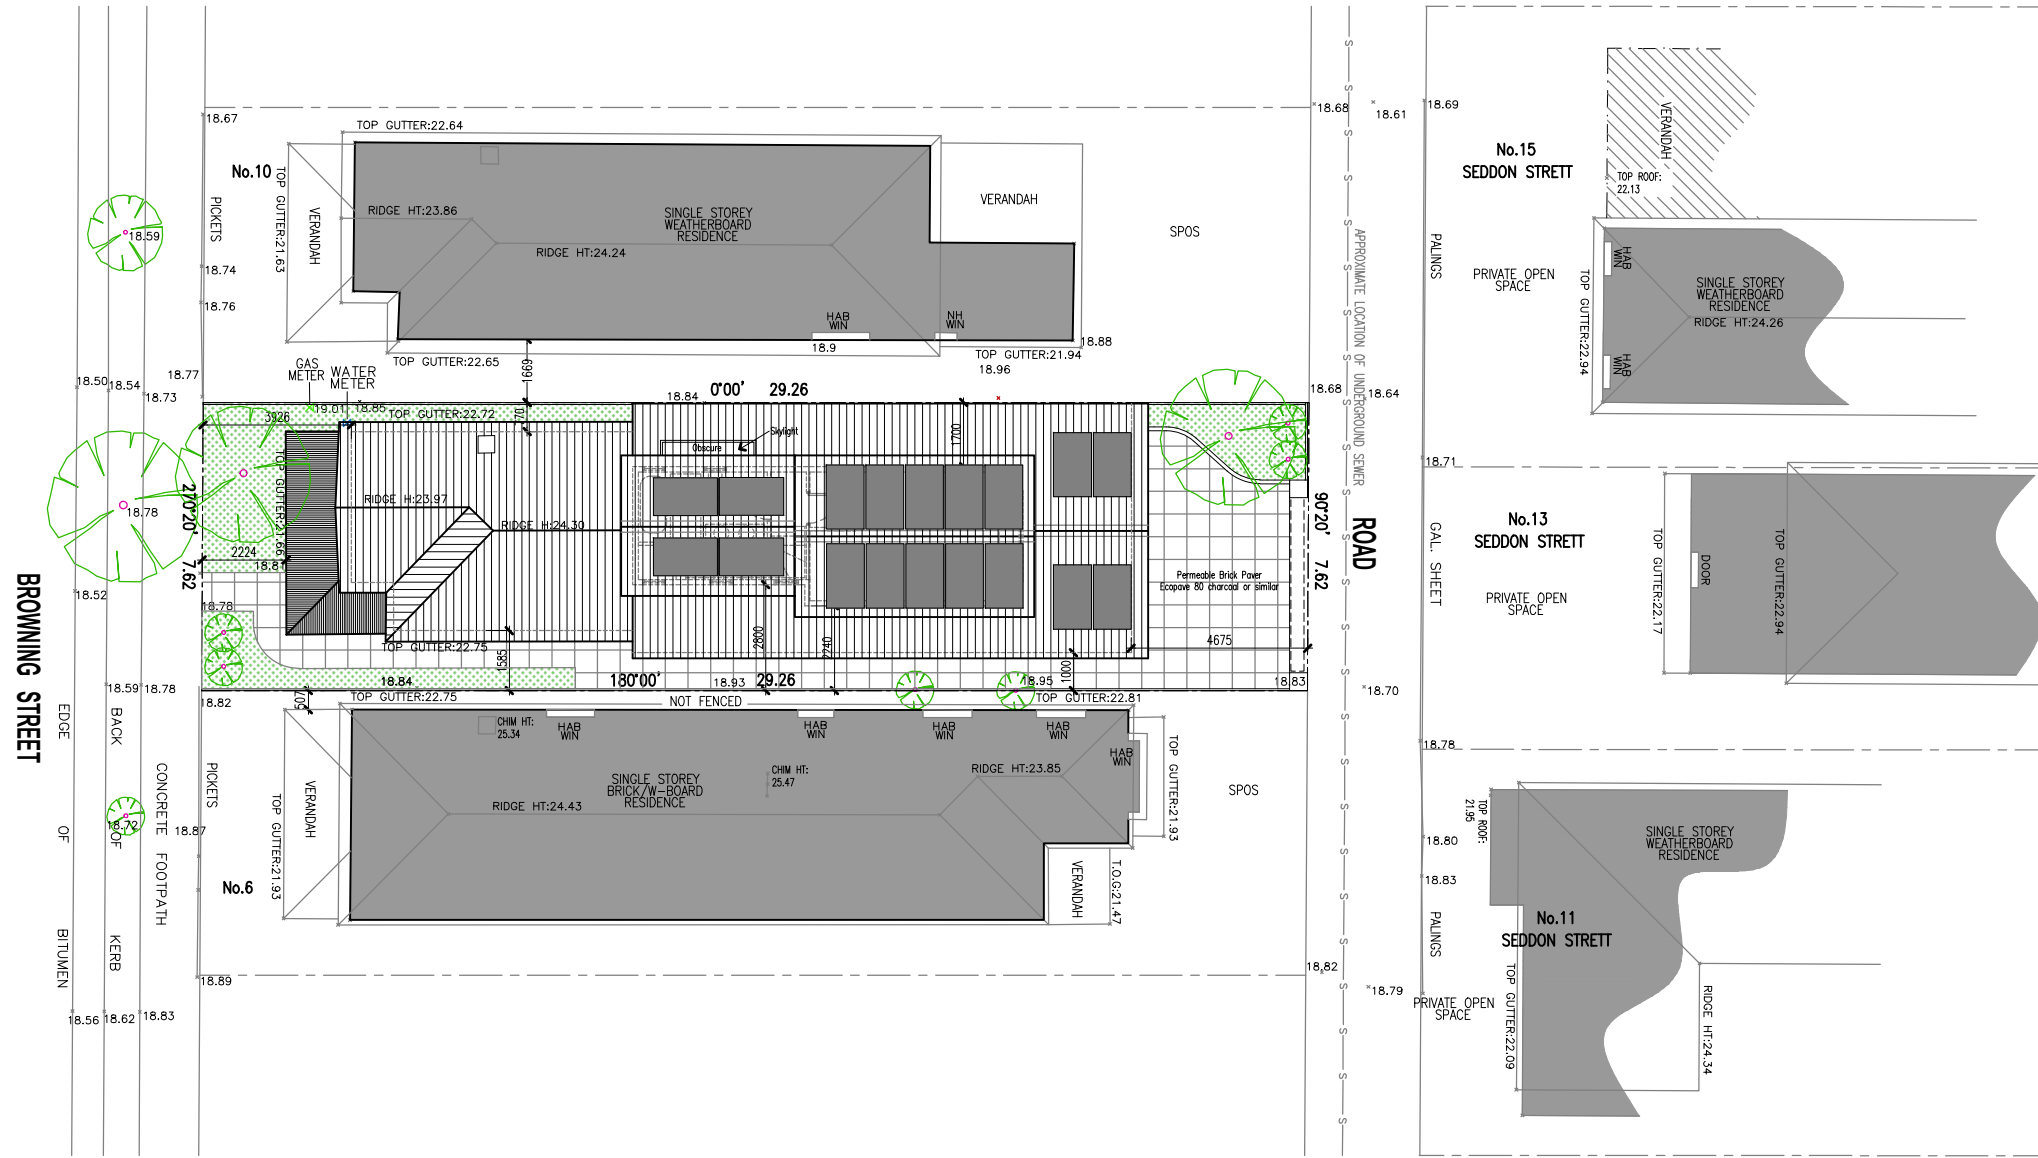 18.67
No.10
PICKETS
TOP GUTTER:21.63
VERANDAH
TOP GUTTER:22.64
RIDGE HT:23.86
RIDGE HT:24.24
SINGLE STOREY
WEATHERBOARD
RESIDENCE
VERANDAH
SPOS
HAB
WIN
18.9
NH
WIN
18.88
TOP GUTTER:21.94
18.96
TOP GUTTER:22.65
1699
18.59
18.74
18.76
18.77
18.50
18.54
18.73
GAS
METER
WATER
METER
18.68
18.61
18.68
18.64
APPROXIMATE LOCATION OF UNDERGROUND SEWER
S
S
S
S
S
S
S
S
S
S
S
S
S
ROAD
18.69
PALINGS
No.15
SEDDON STRETT
VERANDAH
TOP ROOF:
22.13
PRIVATE OPEN
SPACE
TOP GUTTER:22.94
HAB
WIN
HAB
WIN
SINGLE STOREY
WEATHERBOARD
RESIDENCE
RIDGE HT:24.26
18.71
GAL. SHEET
No.13
SEDDON STRETT
PRIVATE OPEN
SPACE
TOP GUTTER:22.17
DOOR
TOP GUTTER:22.94
18.78
18.80
18.83
PALINGS
TOP ROOF:
21.95
SINGLE STOREY
WEATHERBOARD
RESIDENCE
No.11
SEDDON STRETT
PRIVATE OPEN
SPACE
TOP GUTTER:22.09
RIDGE HT:24.34
3926
19.01
18.85
TOP GUTTER:22.72
770
18.84
0°00' 29.26
1700
Skylight
Obscure
TOP GUTTER:21.66
RIDGE H:23.97
RIDGE H:24.30
270°20' 7.62
2224
18.81
18.78
18.78
18.52
TOP GUTTER:22.75
1585
2800
2240
1001
4675
Permeable Brick Paver
Ecopave 80 charcoal or similar
90°20' 7.62
18.84
180°00' 29.26
18.93
18.95
18.83
18.70
18.59
18.78
18.82
507
TOP GUTTER:22.75
NOT FENCED
TOP GUTTER:22.81
BROWNING STREET
EDGE OF BITUMEN
BACK OF KERB
CONCRETE FOOTPATH
PICKETS
18.72
18.87
No.6
TOP GUTTER:21.93
VERANDAH
CHIM HT:
25.34
HAB
WIN
HAB
WIN
HAB
WIN
HAB
WIN
HAB
WIN
CHIM HT:
25.47
SINGLE STOREY
BRICK/W-BOARD
RESIDENCE
RIDGE HT:24.43
RIDGE HT:23.85
TOP GUTTER:21.93
VERANDAH
T.O.G:21.47
SPOS
18.89
18.82
18.79
18.56
18.62
18.83